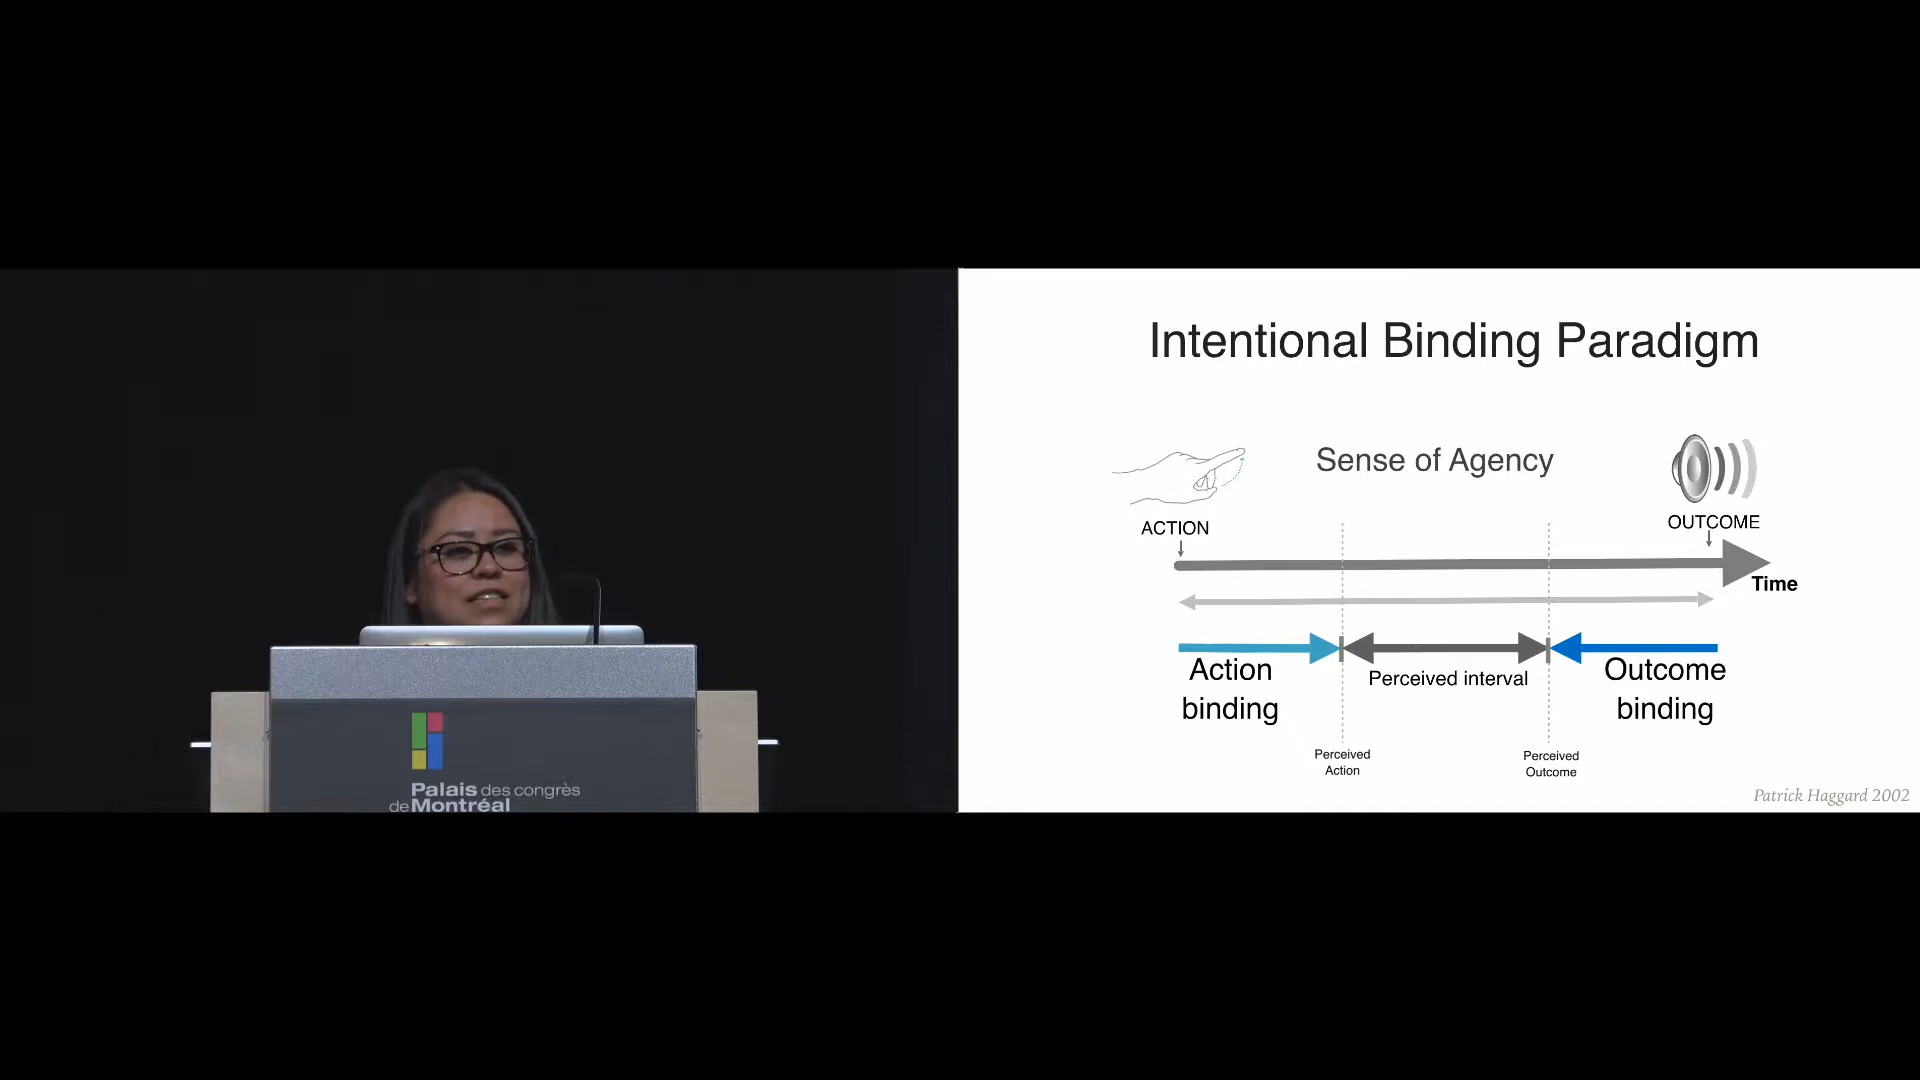 Intentional Binding Paradigm
Sense of Agency
ACTION
OUTCOME
Time
Action
binding
Perceived interval
Outcome
binding
Perceived
Action
Perceived
Outcome
Patrick Haggard 2002
Palais des congrès
de Montréal